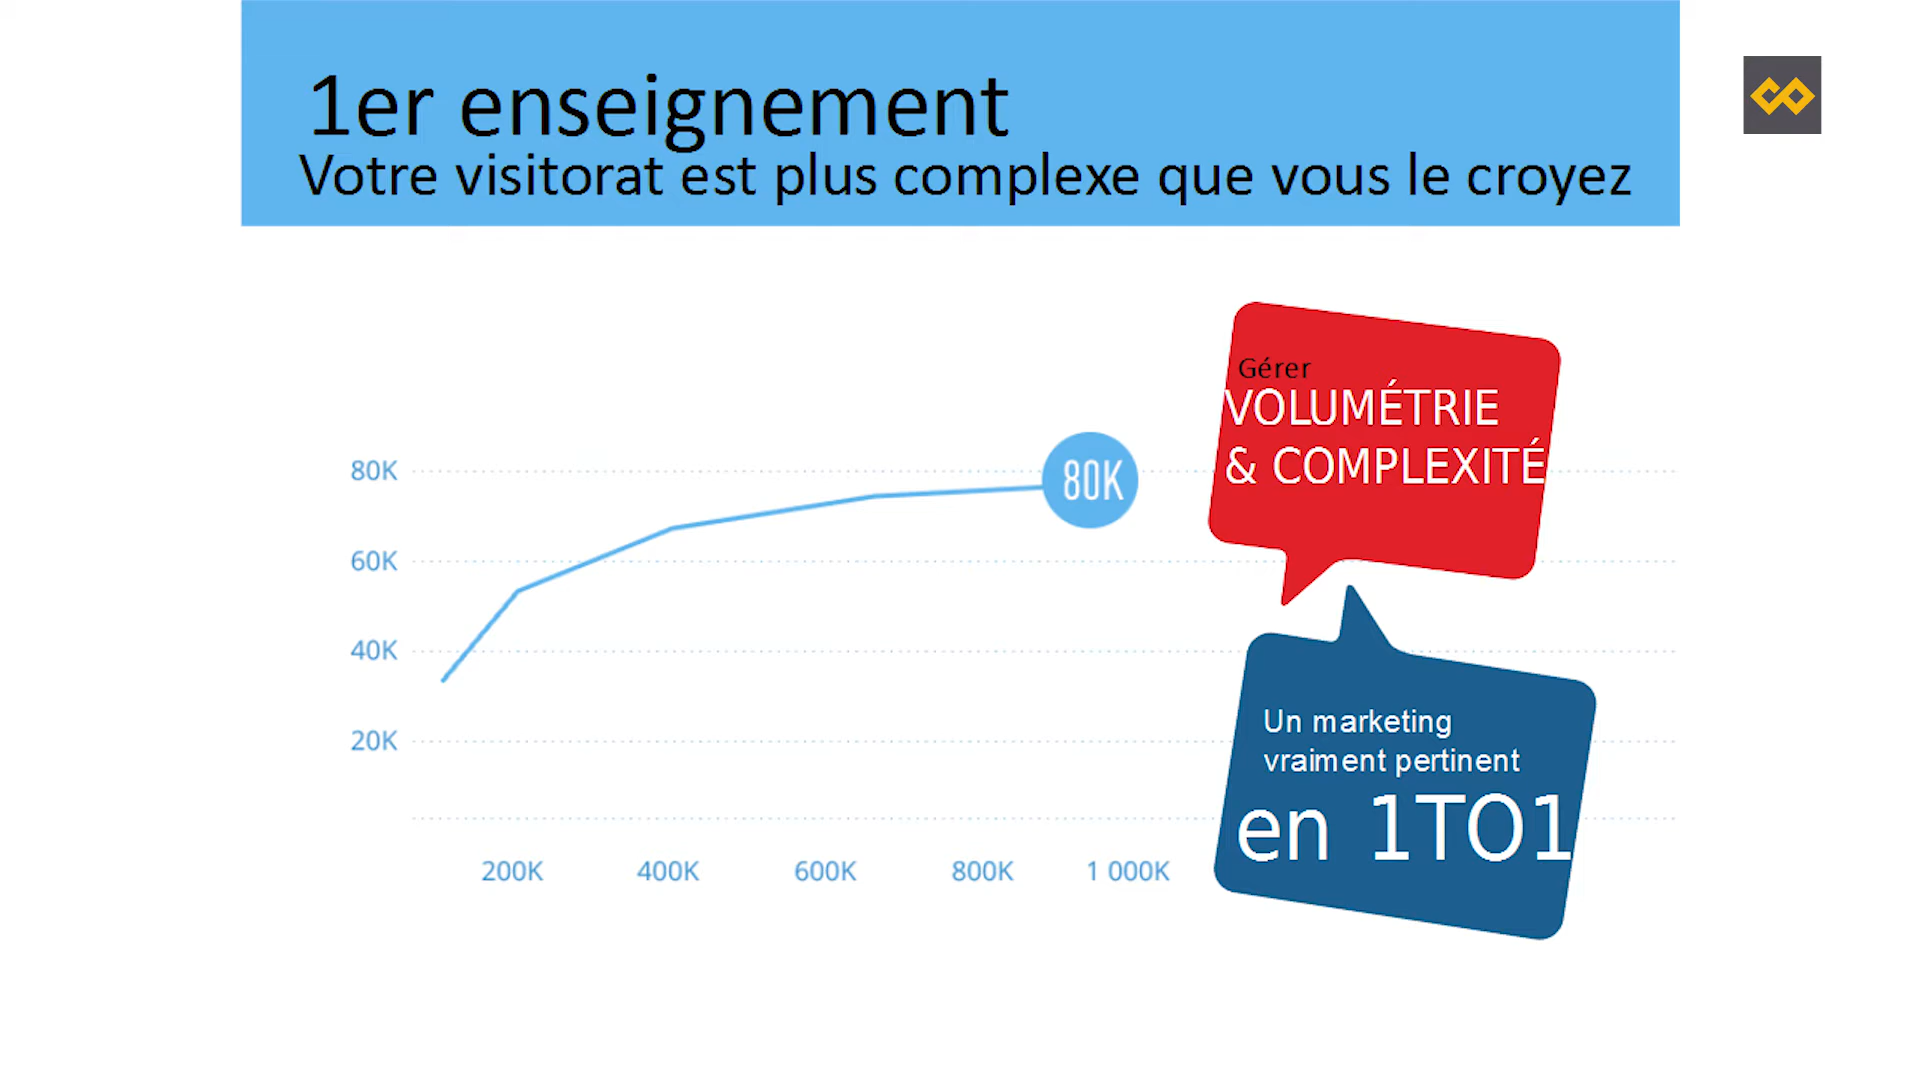 1er enseignement
Votre visitorat est plus complexe que vous le croyez
Gérer
VOLUMÉTRIE
& COMPLEXITÉ
80K
80K
60K
40K
20K
Un marketing
vraiment pertinent
en 1TO1
200K
400K
600K
800K
1 000K